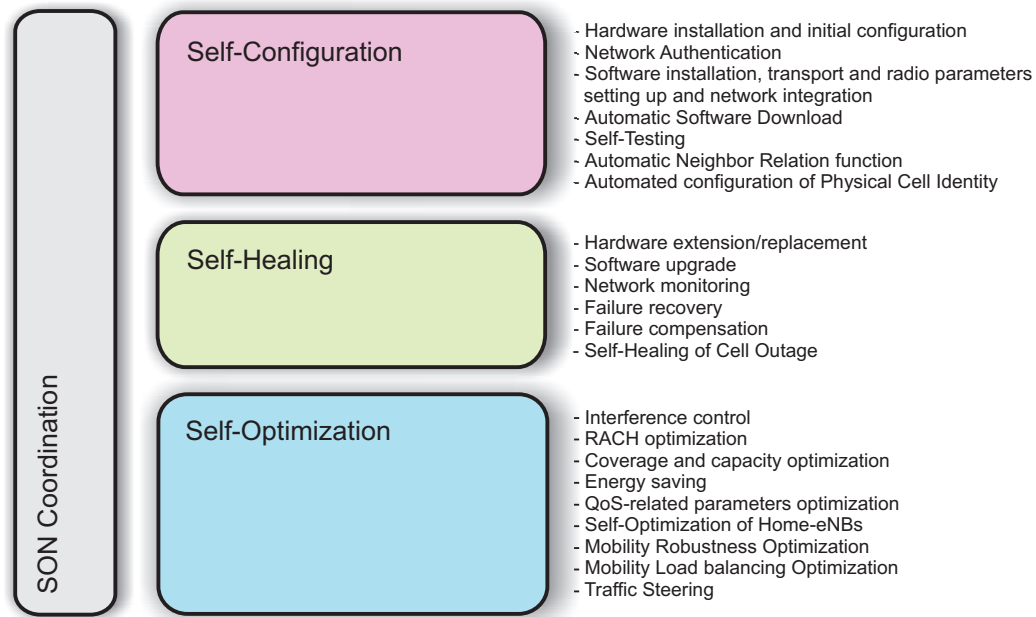 SON Coordination
Self-Configuration
- Hardware installation and initial configuration
- Network Authentication
- Software installation, transport and radio parameters
setting up and network integration
- Automatic Software Download
- Self-Testing
- Automatic Neighbor Relation function
- Automated configuration of Physical Cell Identity
Self-Healing
- Hardware extension/replacement
- Software upgrade
- Network monitoring
- Failure recovery
- Failure compensation
- Self-Healing of Cell Outage
Self-Optimization
- Interference control
- RACH optimization
- Coverage and capacity optimization
- Energy saving
- QoS-related parameters optimization
- Self-Optimization of Home-eNBs
- Mobility Robustness Optimization
- Mobility Load balancing Optimization
- Traffic Steering